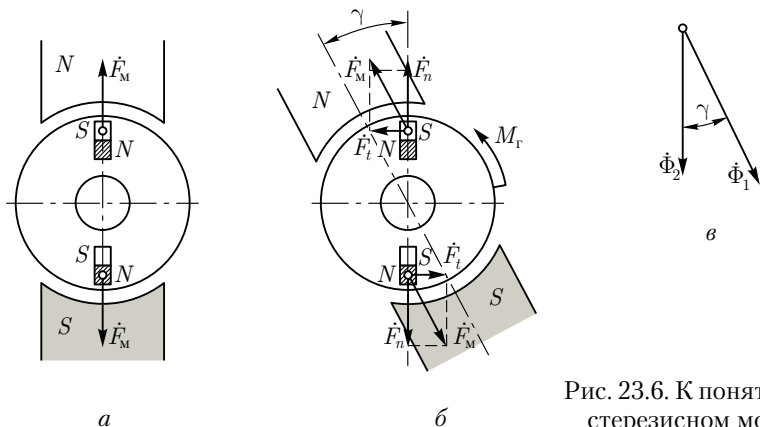 γ
N
Ḟм
S
N
S
N
S
Ḟм
а
γ
Ḟм
Ḟn
N
S
Ḟt
N
Mг
S
N
Ḟt
S
Ḟn
Ḟм
б
γ
Φ̇2
Φ̇1
в
Рис. 23.6. К понят
стерезисном мо